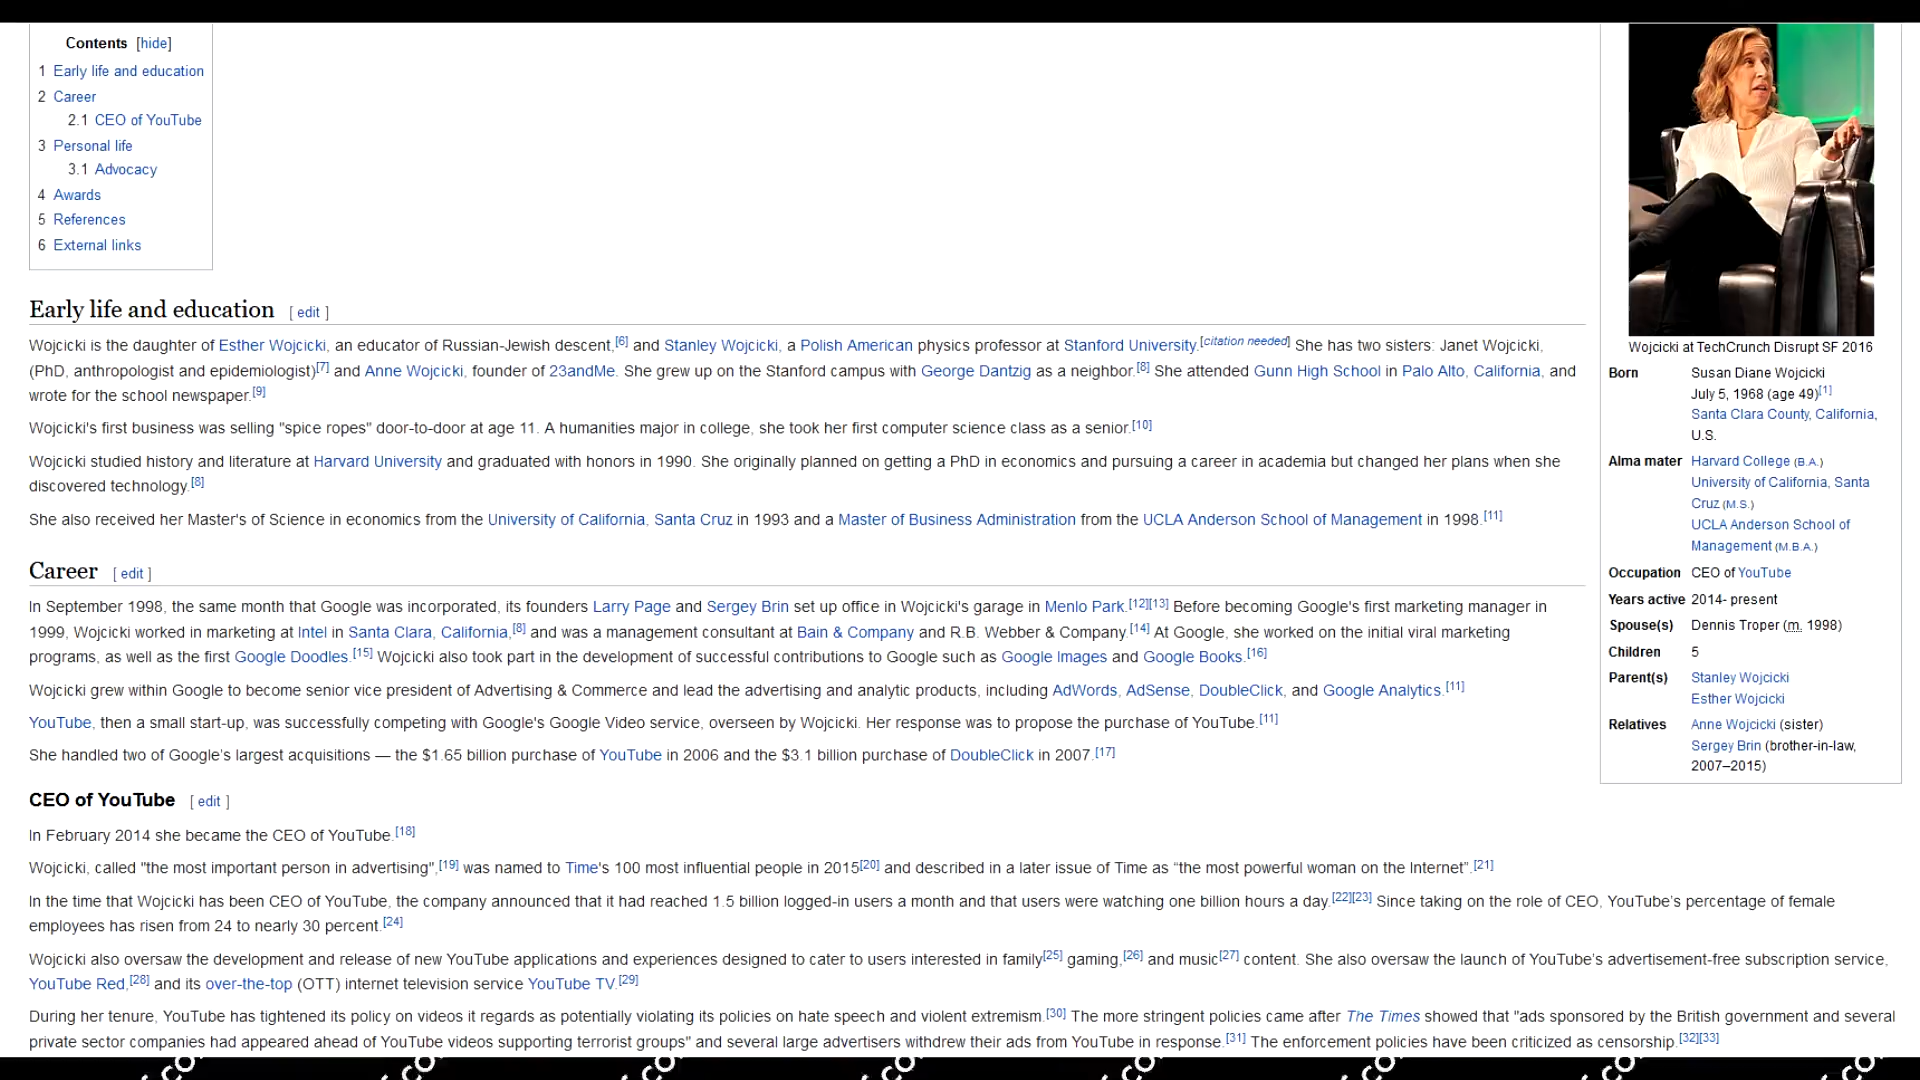 Contents [hide]
1 Early life and education
2 Career
2.1 CEO of YouTube
3 Personal life
3.1 Advocacy
4 Awards
5 References
6 External links
Early life and education [ edit ]
Wojcicki is the daughter of Esther Wojcicki, an educator of Russian-Jewish descent,[6] and Stanley Wojcicki, a Polish American physics professor at Stanford University.[citation needed] She has two sisters: Janet Wojcicki,
(PhD, anthropologist and epidemiologist)[7] and Anne Wojcicki, founder of 23andMe. She grew up on the Stanford campus with George Dantzig as a neighbor.[8] She attended Gunn High School in Palo Alto, California, and
wrote for the school newspaper.[9]
Wojcicki's first business was selling "spice ropes" door-to-door at age 11. A humanities major in college, she took her first computer science class as a senior.[10]
Wojcicki studied history and literature at Harvard University and graduated with honors in 1990. She originally planned on getting a PhD in economics and pursuing a career in academia but changed her plans when she
discovered technology.[8]
She also received her Master's of Science in economics from the University of California, Santa Cruz in 1993 and a Master of Business Administration from the UCLA Anderson School of Management in 1998.[11]
Career [ edit ]
In September 1998, the same month that Google was incorporated, its founders Larry Page and Sergey Brin set up office in Wojcicki's garage in Menlo Park.[12][13] Before becoming Google's first marketing manager in
1999, Wojcicki worked in marketing at Intel in Santa Clara, California,[8] and was a management consultant at Bain & Company and R.B. Webber & Company.[14] At Google, she worked on the initial viral marketing
programs, as well as the first Google Doodles.[15] Wojcicki also took part in the development of successful contributions to Google such as Google Images and Google Books.[16]
Wojcicki grew within Google to become senior vice president of Advertising & Commerce and lead the advertising and analytic products, including AdWords, AdSense, DoubleClick, and Google Analytics.[11]
YouTube, then a small start-up, was successfully competing with Google's Google Video service, overseen by Wojcicki. Her response was to propose the purchase of YouTube.[11]
She handled two of Google's largest acquisitions — the $1.65 billion purchase of YouTube in 2006 and the $3.1 billion purchase of DoubleClick in 2007.[17]
CEO of YouTube [ edit ]
In February 2014 she became the CEO of YouTube.[18]
Wojcicki, called "the most important person in advertising",[19] was named to Time's 100 most influential people in 2015[20] and described in a later issue of Time as “the most powerful woman on the Internet”.[21]
In the time that Wojcicki has been CEO of YouTube, the company announced that it had reached 1.5 billion logged-in users a month and that users were watching one billion hours a day.[22][23] Since taking on the role of CEO, YouTube's percentage of female
employees has risen from 24 to nearly 30 percent.[24]
Wojcicki also oversaw the development and release of new YouTube applications and experiences designed to cater to users interested in family[25] gaming,[26] and music[27] content. She also oversaw the launch of YouTube's advertisement-free subscription service,
YouTube Red,[28] and its over-the-top (OTT) internet television service YouTube TV.[29]
During her tenure, YouTube has tightened its policy on videos it regards as potentially violating its policies on hate speech and violent extremism.[30] The more stringent policies came after The Times showed that "ads sponsored by the British government and several
private sector companies had appeared ahead of YouTube videos supporting terrorist groups" and several large advertisers withdrew their ads from YouTube in response.[31] The enforcement policies have been criticized as censorship.[32][33]
Wojcicki at TechCrunch Disrupt SF 2016
Born Susan Diane Wojcicki
July 5, 1968 (age 49)[1]
Santa Clara County, California,
U.S.
Alma mater Harvard College (B.A.)
University of California, Santa
Cruz (M.S.)
UCLA Anderson School of
Management (M.B.A.)
Occupation CEO of YouTube
Years active 2014- present
Spouse(s) Dennis Troper (m. 1998)
Children 5
Parent(s) Stanley Wojcicki
Esther Wojcicki
Relatives Anne Wojcicki (sister)
Sergey Brin (brother-in-law,
2007–2015)